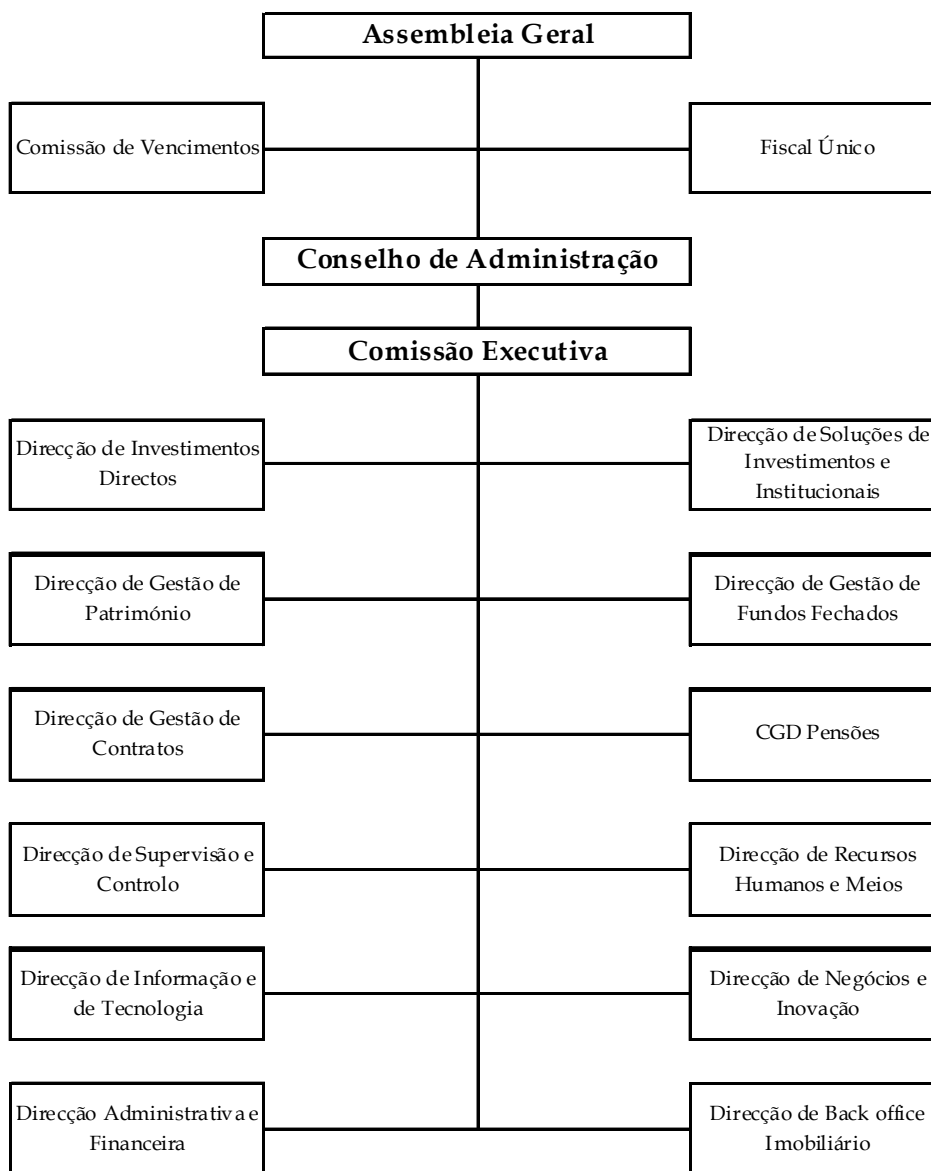 Assembleia Geral
Comissão de Vencimentos
Fiscal Único
Conselho de Administração
Comissão Executiva
Direcção de Investimentos
Directos
Direcção de Soluções de
Investimentos e
Institucionais
Direcção de Gestão de
Património
Direcção de Gestão de
Fundos Fechados
Direcção de Gestão de
Contratos
CGD Pensões
Direcção de Supervisão e
Controlo
Direcção de Recursos
Humanos e Meios
Direcção de Informação e
de Tecnologia
Direcção de Negócios e
Inovação
Direcção Administrativa e
Financeira
Direcção de Back office
Imobiliário